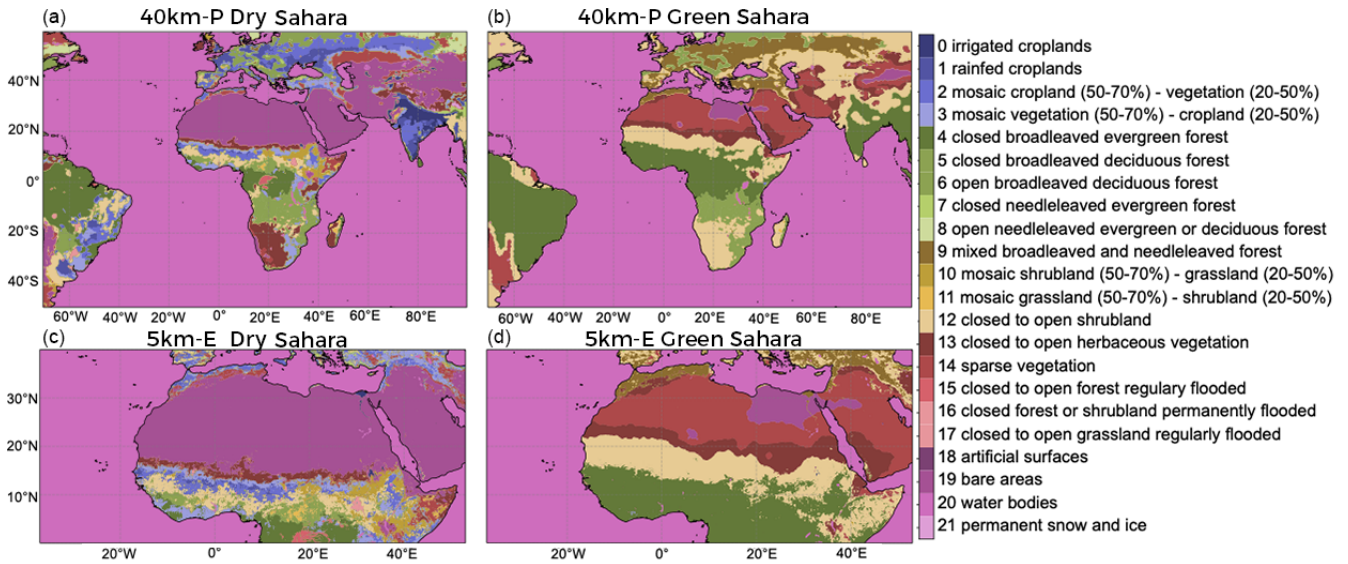 (a) 40km-P Dry Sahara
(b) 40km-P Green Sahara
40°N
20°N
0°
20°S
40°S
60°W 40°W 20°W 0° 20°E 40°E 60°E 80°E
60°W 40°W 20°W 0° 20°E 40°E 60°E 80°E
0 irrigated croplands
1 rainfed croplands
2 mosaic cropland (50-70%) - vegetation (20-50%)
3 mosaic vegetation (50-70%) - cropland (20-50%)
4 closed broadleaved evergreen forest
5 closed broadleaved deciduous forest
6 open broadleaved deciduous forest
7 closed needleleaved evergreen forest
8 open needleleaved evergreen or deciduous forest
9 mixed broadleaved and needleleaved forest
10 mosaic shrubland (50-70%) - grassland (20-50%)
11 mosaic grassland (50-70%) - shrubland (20-50%)
12 closed to open shrubland
13 closed to open herbaceous vegetation
14 sparse vegetation
15 closed to open forest regulary flooded
16 closed forest or shrubland permanently flooded
17 closed to open grassland regularly flooded
18 artificial surfaces
19 bare areas
20 water bodies
21 permanent snow and ice
(c) 5km-E Dry Sahara
(d) 5km-E Green Sahara
30°N
20°N
10°N
20°W 0° 20°E 40°E
20°W 0° 20°E 40°E